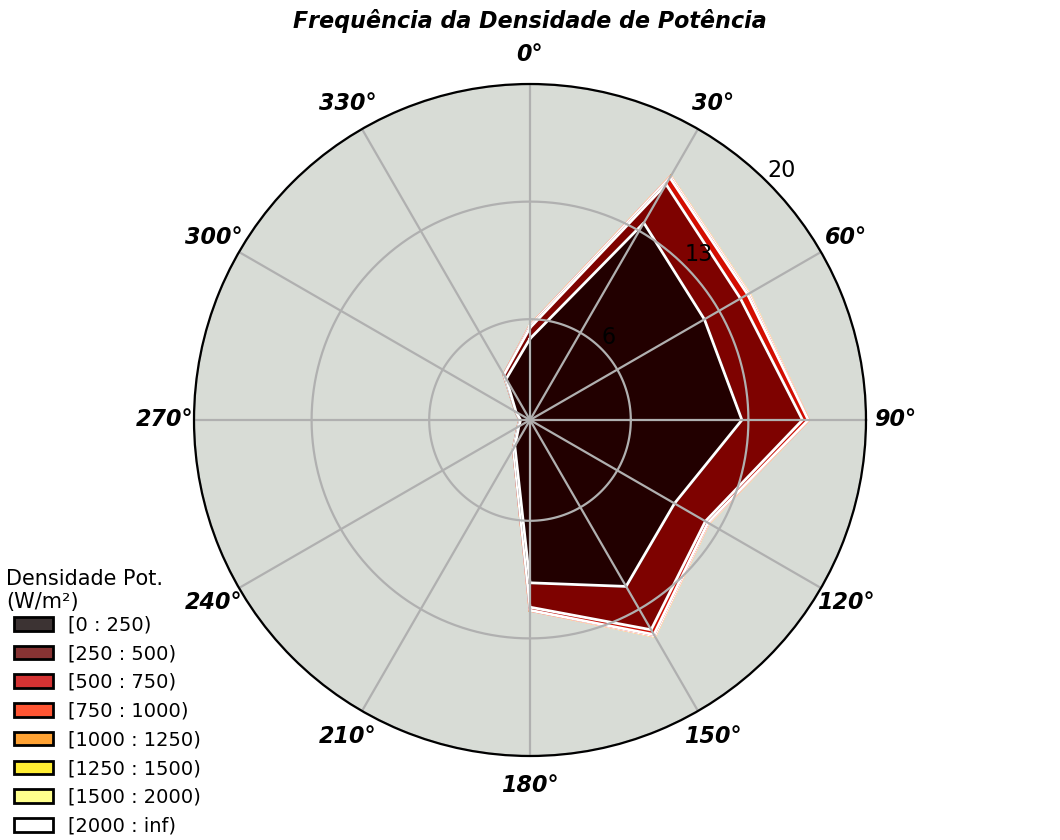 Frequência da Densidade de Potência
0°
330°
30°
20
300°
60°
13
6
270°
90°
240°
120°
210°
150°
180°
Densidade Pot.
(W/m²)
[0 : 250)
[250 : 500)
[500 : 750)
[750 : 1000)
[1000 : 1250)
[1250 : 1500)
[1500 : 2000)
[2000 : inf)